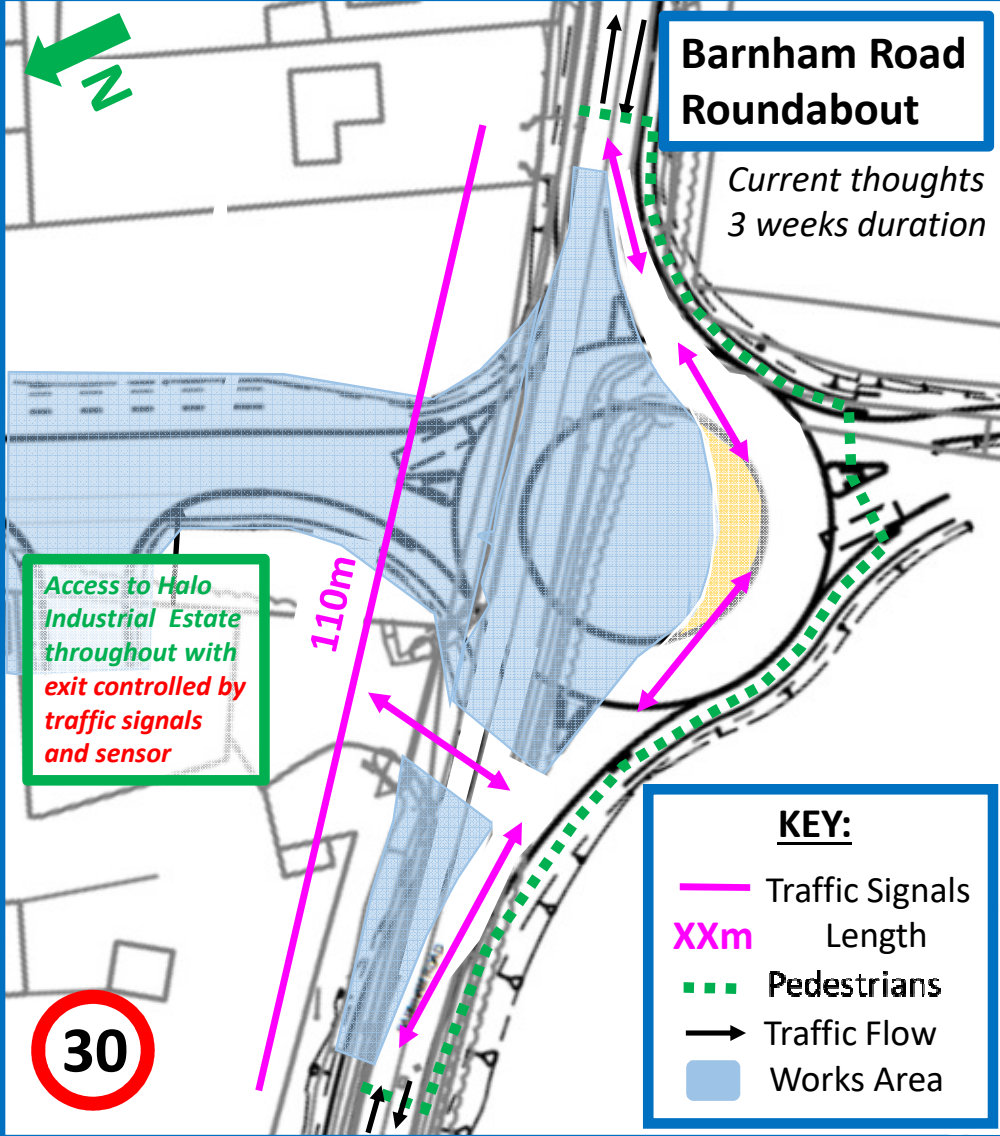 N
Barnham Road
Roundabout
Current thoughts
3 weeks duration
110m
Access to Halo
Industrial Estate
throughout with
exit controlled by
traffic signals
and sensor
30
KEY:
Traffic Signals
XXm Length
Pedestrians
Traffic Flow
Works Area